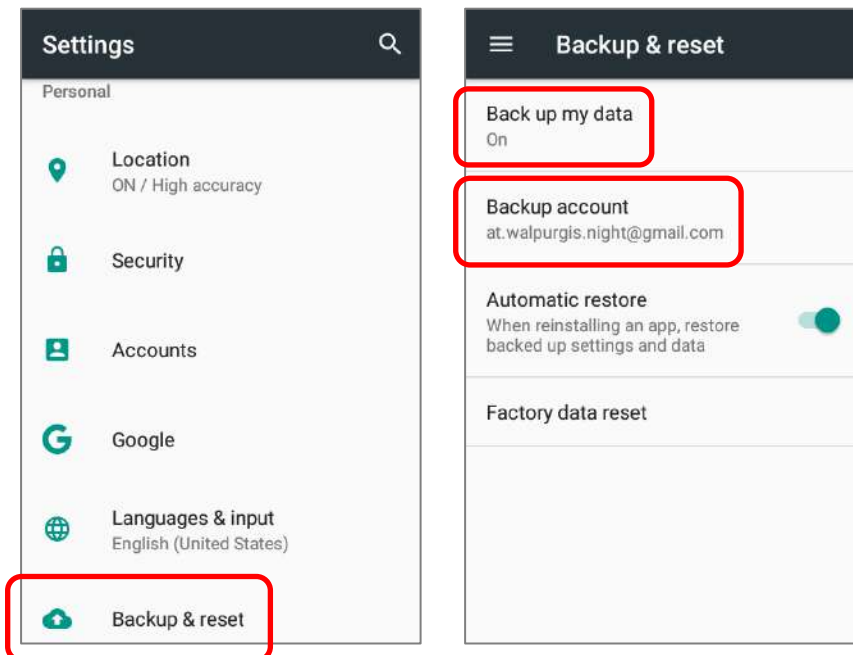 Settings
Personal
Location
ON / High accuracy
Security
Accounts
Google
Languages & input
English (United States)
Backup & reset
Backup & reset
Back up my data
On
Backup account
at.walpurgis.night@gmail.com
Automatic restore
When reinstalling an app, restore
backed up settings and data
Factory data reset